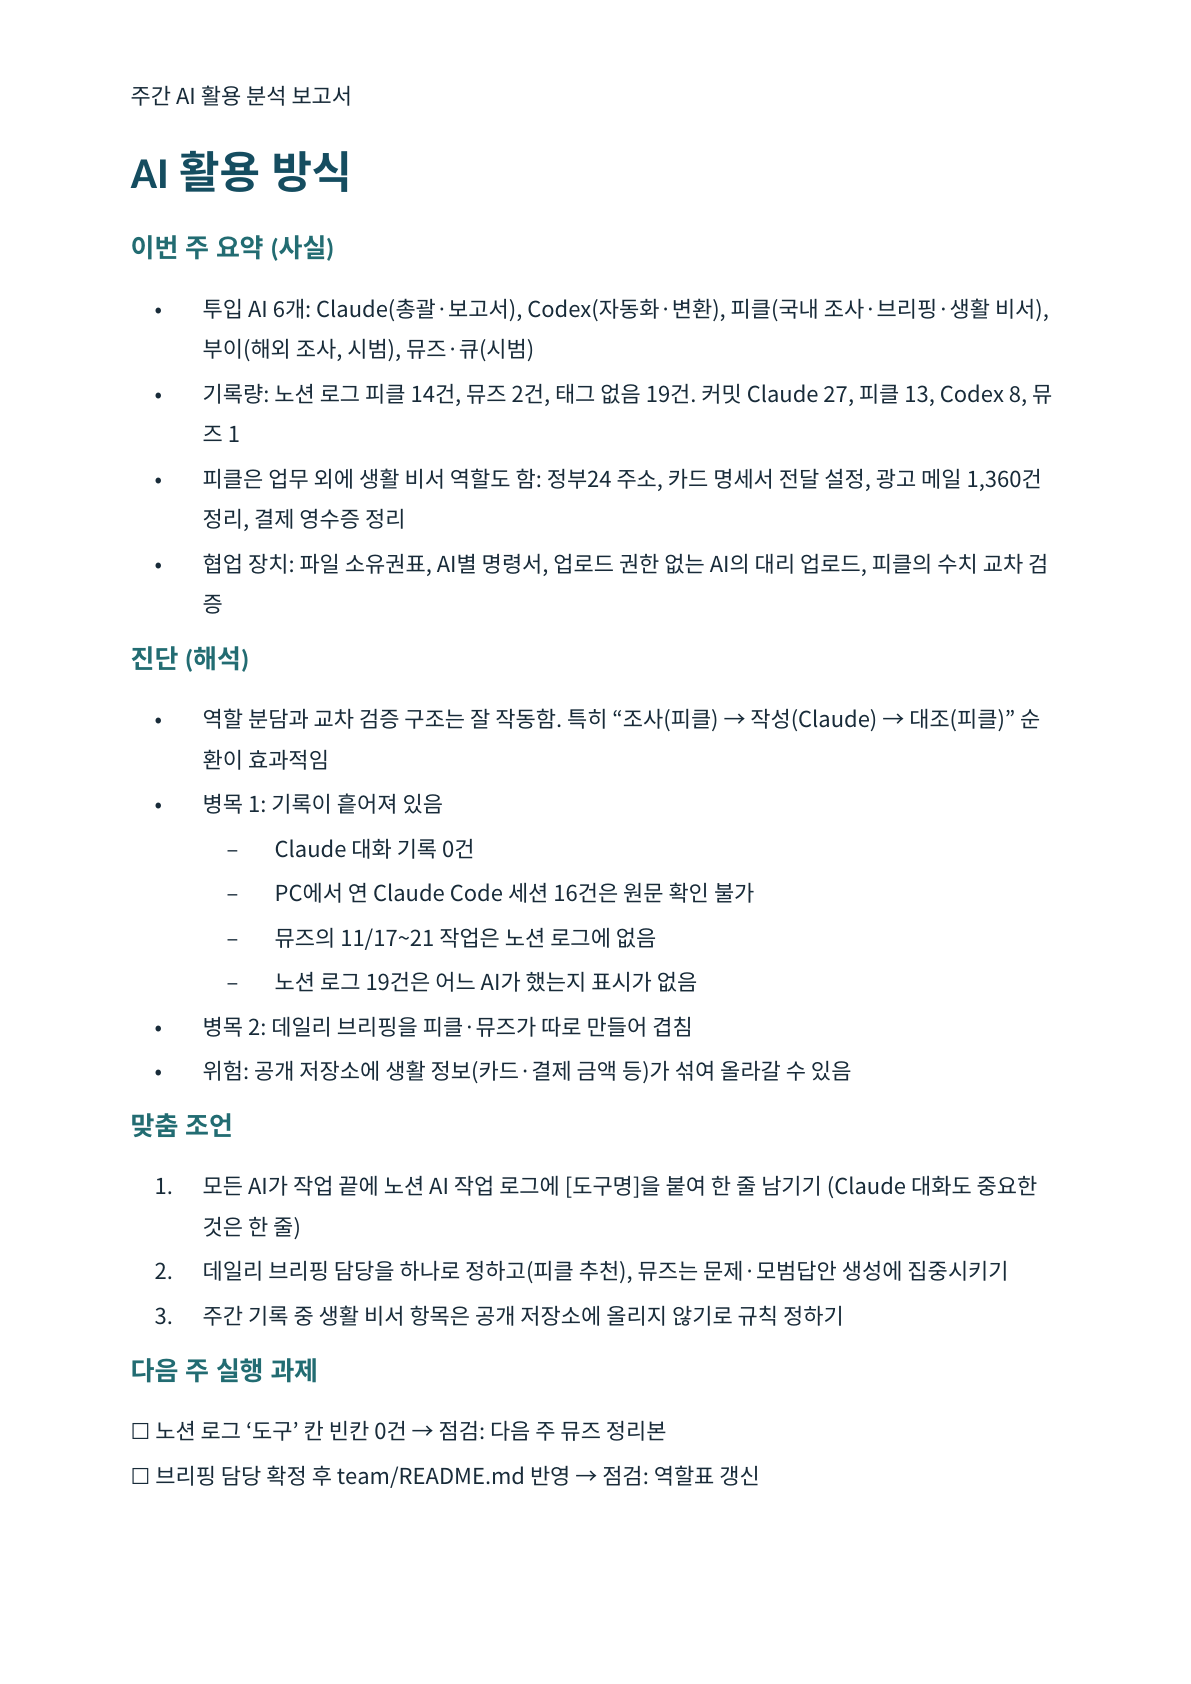 주간 AI 활용 분석 보고서
AI 활용 방식
이번 주 요약 (사실)
• 투입 AI 6개: Claude(총괄·보고서), Codex(자동화·변환), 피클(국내 조사·브리핑·생활 비서),
부이(해외 조사, 시범), 뮤즈·큐(시범)
• 기록량: 노션 로그 피클 14건, 뮤즈 2건, 태그 없음 19건. 커밋 Claude 27, 피클 13, Codex 8, 뮤
즈 1
• 피클은 업무 외에 생활 비서 역할도 함: 정부24 주소, 카드 명세서 전달 설정, 광고 메일 1,360건
정리, 결제 영수증 정리
• 협업 장치: 파일 소유권표, AI별 명령서, 업로드 권한 없는 AI의 대리 업로드, 피클의 수치 교차 검
증
진단 (해석)
• 역할 분담과 교차 검증 구조는 잘 작동함. 특히 “조사(피클) → 작성(Claude) → 대조(피클)” 순
환이 효과적임
• 병목 1: 기록이 흩어져 있음
– Claude 대화 기록 0건
– PC에서 연 Claude Code 세션 16건은 원문 확인 불가
– 뮤즈의 11/17~21 작업은 노션 로그에 없음
– 노션 로그 19건은 어느 AI가 했는지 표시가 없음
• 병목 2: 데일리 브리핑을 피클·뮤즈가 따로 만들어 겹침
• 위험: 공개 저장소에 생활 정보(카드·결제 금액 등)가 섞여 올라갈 수 있음
맞춤 조언
1. 모든 AI가 작업 끝에 노션 AI 작업 로그에 [도구명]을 붙여 한 줄 남기기 (Claude 대화도 중요한
것은 한 줄)
2. 데일리 브리핑 담당을 하나로 정하고(피클 추천), 뮤즈는 문제·모범답안 생성에 집중시키기
3. 주간 기록 중 생활 비서 항목은 공개 저장소에 올리지 않기로 규칙 정하기
다음 주 실행 과제
☐ 노션 로그 ‘도구’ 칸 빈칸 0건 → 점검: 다음 주 뮤즈 정리본
☐ 브리핑 담당 확정 후 team/README.md 반영 → 점검: 역할표 갱신